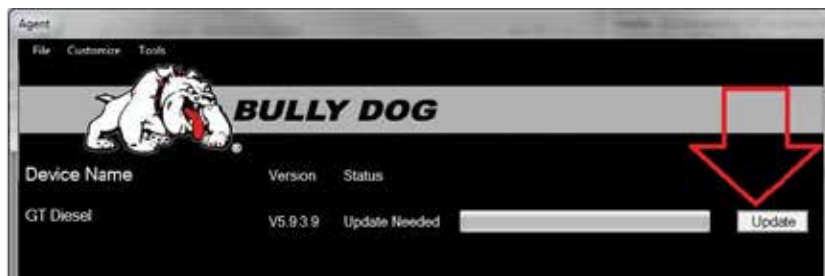 Agent
File Customize Tools
BULLY DOG
®
Device Name Version Status
GT Diesel V5.9.3.9 Update Needed Update